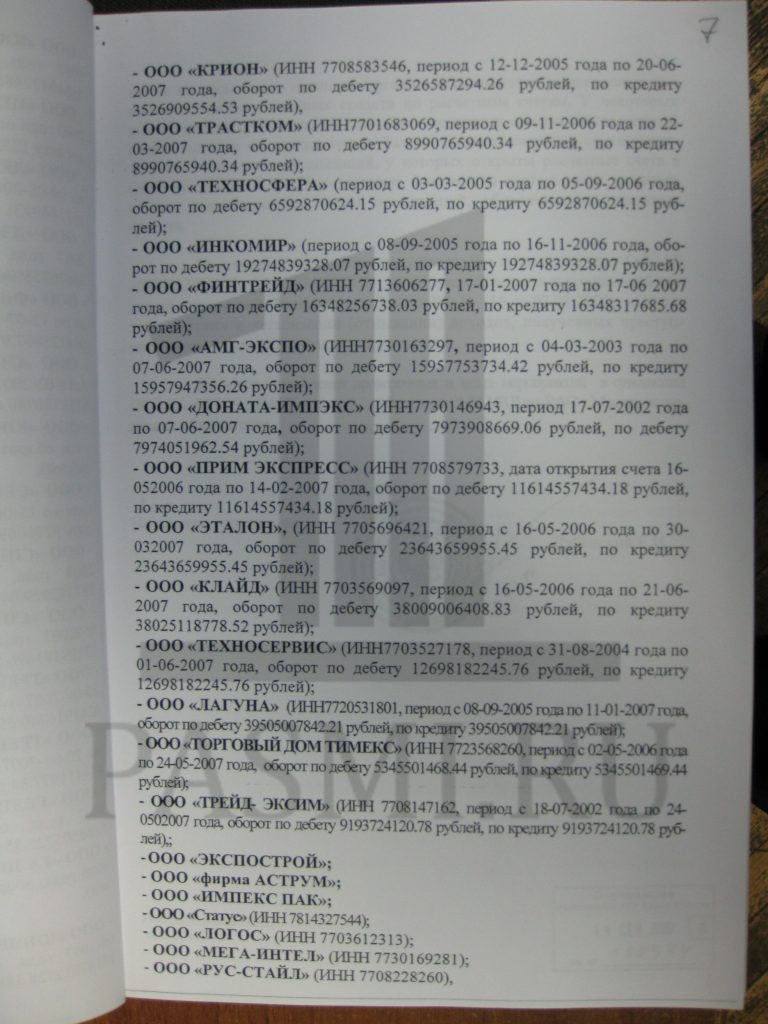 7
- ООО «КРИОН» (ИНН 7708583546, период с 12-12-2005 года по 20-06-
2007 года, оборот по дебету 3526587294.26 рублей, по кредиту
3526909554.53 рублей),
- ООО «ТРАСТКОМ» (ИНН7701683069, период с 09-11-2006 года по 22-
03-2007 года, оборот по дебету 8990765940.34 рублей, по кредиту
8990765940.34 рублей);
- ООО «ТЕХНОСФЕРА» (период с 03-03-2005 года по 05-09-2006 года,
оборот по дебету 6592870624.15 рублей, по кредиту 6592870624.15 руб-
лей);
- ООО «ИНКОМИР» (период с 08-09-2005 года по 16-11-2006 года, обо-
рот по дебету 19274839328.07 рублей, по кредиту 19274839328.07 рублей);
- ООО «ФИНТРЕЙД» (ИНН 7713606277, 17-01-2007 года по 17-06 2007
года, оборот по дебету 16348256738.03 рублей, по кредиту 16348317685.68
рублей);
- ООО «АМГ-ЭКСПО» (ИНН7730163297, период с 04-03-2003 года по
07-06-2007 года, оборот по дебету 15957753734.42 рублей, по кредиту
15957947356.26 рублей);
- ООО «ДОНАТА-ИМПЭКС» (ИНН7730146943, период 17-07-2002 года
по 07-06-2007 года, оборот по дебету 7973908669.06 рублей, по дебету
7974051962.54 рублей);
- ООО «ПРИМ ЭКСПРЕСС» (ИНН 7708579733, дата открытия счета 16-
052006 года по 14-02-2007 года, оборот по дебету 11614557434.18 рублей,
по кредиту 11614557434.18 рублей);
- ООО «ЭТАЛОН», (ИНН 7705696421, период с 16-05-2006 года по 30-
032007 года, оборот по дебету 23643659955.45 рублей, по кредиту
23643659955.45 рублей);
- ООО «КЛАЙД» (ИНН 7703569097, период с 16-05-2006 года по 21-06-
2007 года, оборот по дебету 38009006408.83 рублей, по кредиту
38025118778.52 рублей);
- ООО «ТЕХНОСЕРВИС» (ИНН7703527178, период с 31-08-2004 года по
01-06-2007 года, оборот по дебету 12698182245.76 рублей, по кредиту
12698182245.76 рублей);
- ООО «ЛАГУНА» (ИНН7720531801, период с 08-09-2005 года по 11-01-2007 года,
оборот по дебету 39505007842.21 рублей, по кредиту 39505007842.21 рублей);
- ООО «ТОРГОВЫЙ ДОМ ТИМЕКС» (ИНН 7723568260, период с 02-05-2006 года
по 24-05-2007 года, оборот по дебету 5345501468.44 рублей, по кредиту 5345501469.44
рублей);
- ООО «ТРЕЙД- ЭКСИМ» (ИНН 7708147162, период с 18-07-2002 года по 24-
0502007 года, оборот по дебету 9193724120.78 рублей, по кредиту 9193724120.78 руб-
лей),;
- ООО «ЭКСПОСТРОЙ»;
- ООО «фирма АСТРУМ»;
- ООО «ИМПЕКС ПАК»;
- ООО «Статус» (ИНН 7814327544);
- ООО «ЛОГОС» (ИНН 7703612313);
- ООО «МЕГА-ИНТЕЛ» (ИНН 7730169281);
- ООО «РУС-СТАЙЛ» (ИНН 7708228260),
PASMI.RU